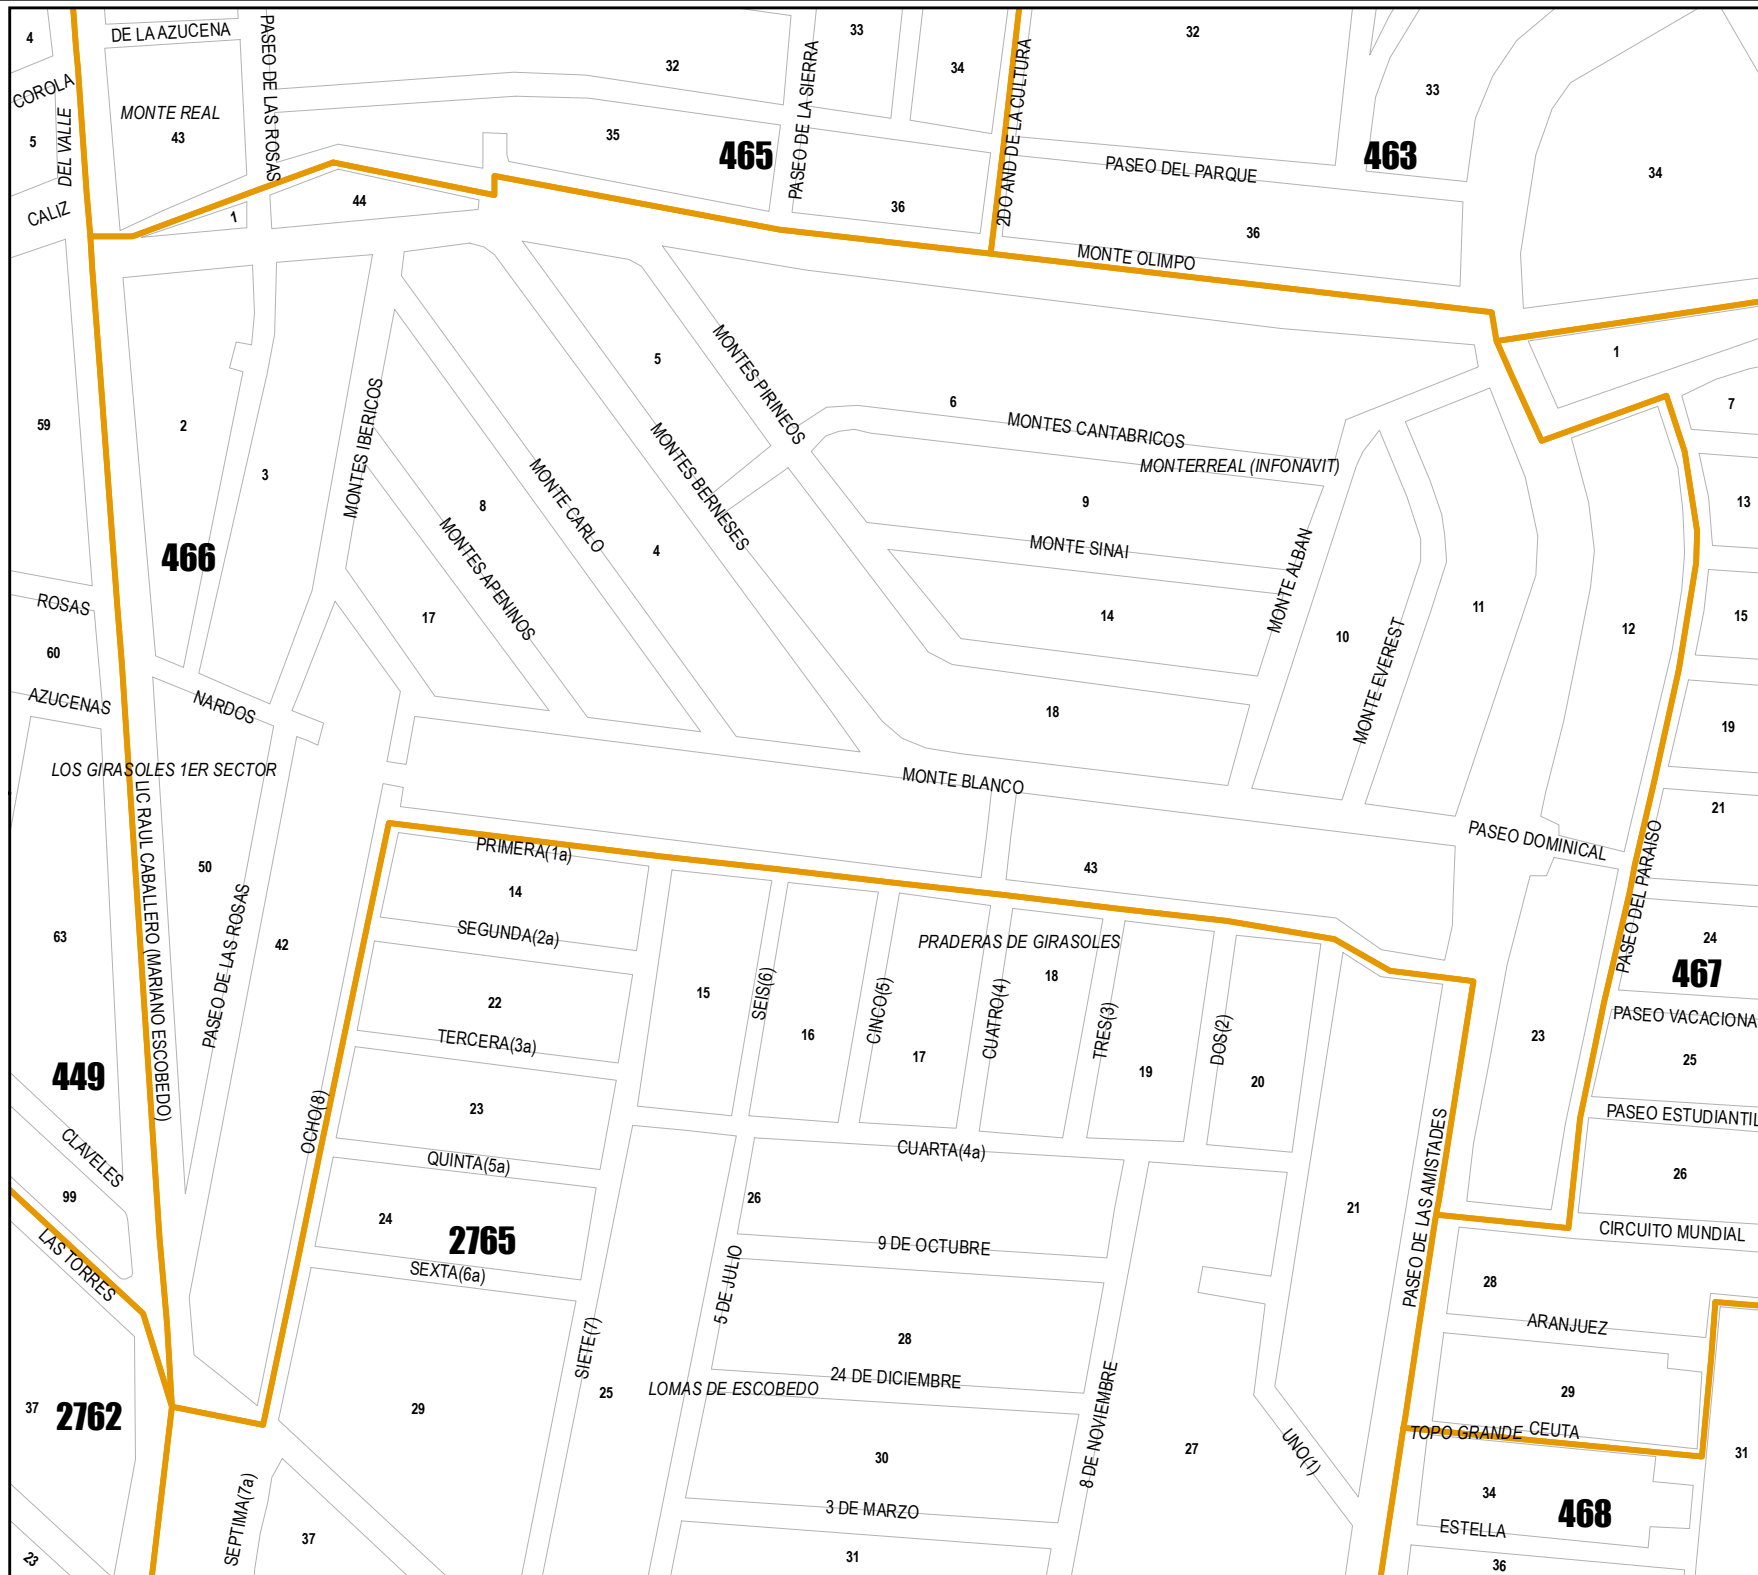 4
DE LA AZUCENA
PASEO DE LAS ROSAS
33
32
32
34
PASEO DE LA SIERRA
2DO AND DE LA CULTURA
COROLA
33
MONTE REAL
43
DEL VALLE
5
35
465
463
PASEO DEL PARQUE
34
44
CALIZ
1
36
36
MONTE OLIMPO
MONTES PIRINEOS
5
1
6
7
59
2
MONTES IBERICOS
MONTES CANTABRICOS
MONTERREAL (INFONAVIT)
3
MONTES BERNESES
MONTE CARLO
8
9
13
466
4
MONTE SINAI
MONTE ALBAN
MONTES APENINOS
ROSAS
17
14
10
11
12
15
60
MONTE EVEREST
AZUCENAS
NARDOS
18
19
LOS GIRASOLES 1ER SECTOR
MONTE BLANCO
21
LIC RAUL CABALLERO (MARIANO ESCOBEDO)
PASEO DOMINICAL
PASEO DEL PARAISO
PRIMERA(1a)
50
43
14
PASEO DE LAS ROSAS
SEGUNDA(2a)
63
42
PRADERAS DE GIRASOLES
24
467
15
SEIS(6)
CINCO(5)
CUATRO(4)
18
22
TERCERA(3a)
16
17
TRES(3)
DOS(2)
23
PASEO VACACIONA
25
449
19
20
23
OCHO(8)
PASEO ESTUDIANTIL
CLAVELES
QUINTA(5a)
CUARTA(4a)
26
99
26
21
PASEO DE LAS AMISTADES
24
2765
9 DE OCTUBRE
CIRCUITO MUNDIAL
LAS TORRES
SEXTA(6a)
5 DE JULIO
28
ARANJUEZ
28
SIETE(7)
24 DE DICIEMBRE
LOMAS DE ESCOBEDO
25
29
37
2762
29
8 DE NOVIEMBRE
27
UNO(1)
TOPO GRANDE
CEUTA
31
30
SEPTIMA(7a)
34
468
3 DE MARZO
ESTELLA
37
23
31
36